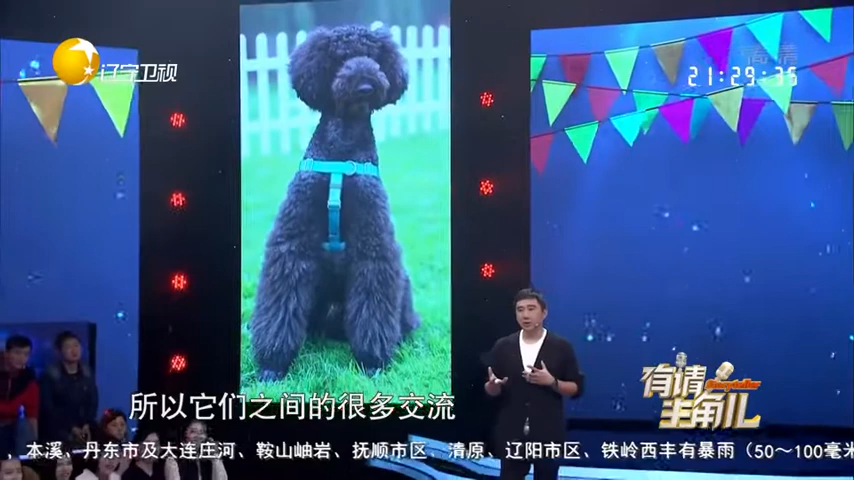 辽宁卫视
高清
21:29:35
有请
Storyteller
主角儿
所以它们之间的很多交流
、本溪、丹东市及大连庄河、鞍山岫岩、抚顺市区、清原、辽阳市区、铁岭西丰有暴雨（50～100毫米